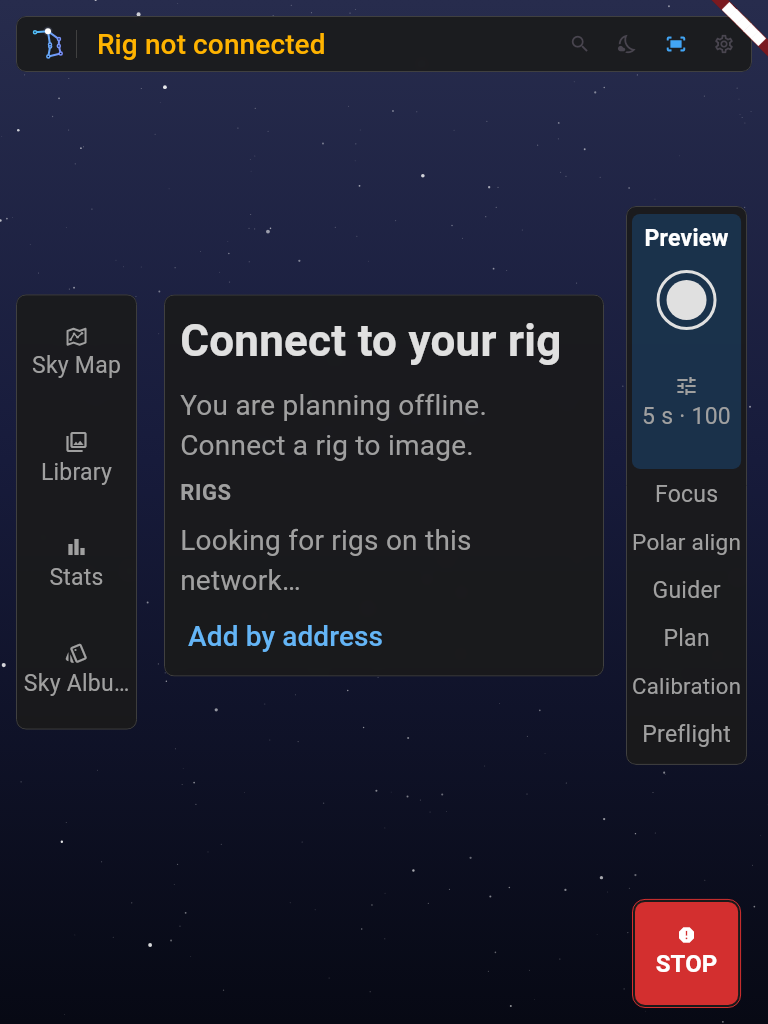 Rig not connected
Sky Map
Library
Stats
Sky Albu...
Connect to your rig
You are planning offline.
Connect a rig to image.
RIGS
Looking for rigs on this
network...
Add by address
Preview
5 s · 100
Focus
Polar align
Guider
Plan
Calibration
Preflight
STOP